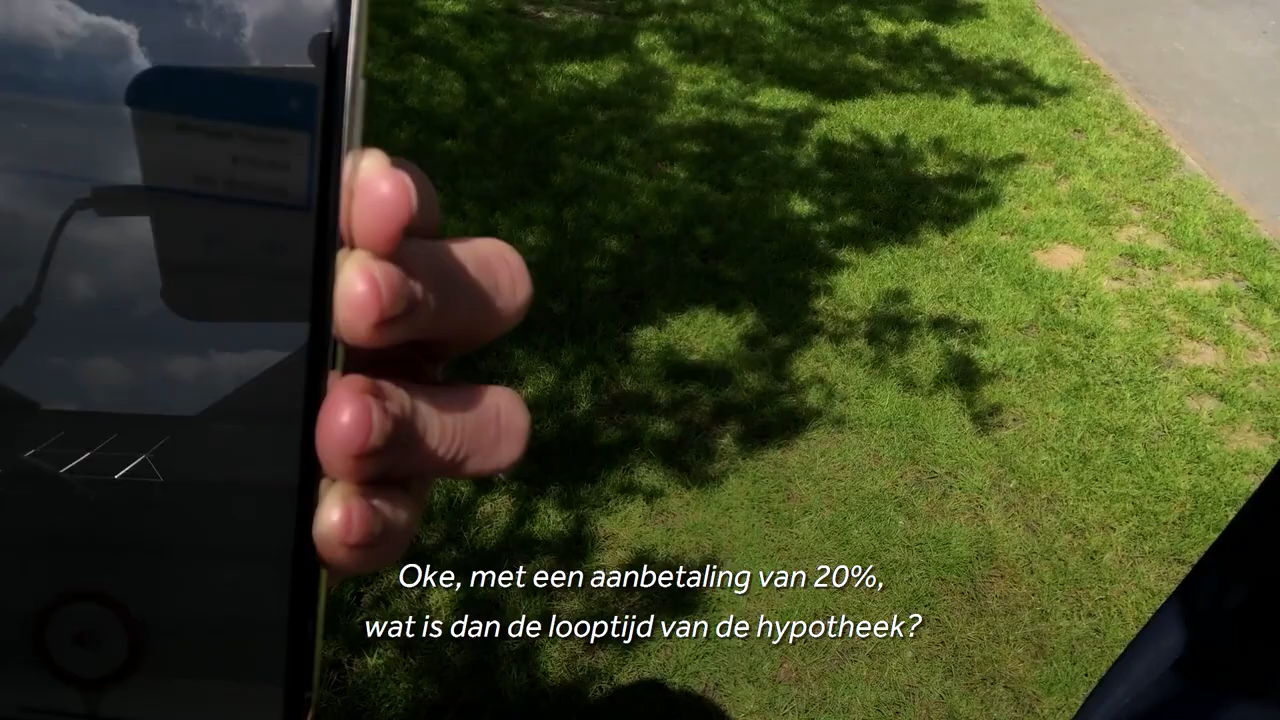 Oke, met een aanbetaling van 20%,
wat is dan de looptijd van de hypotheek?